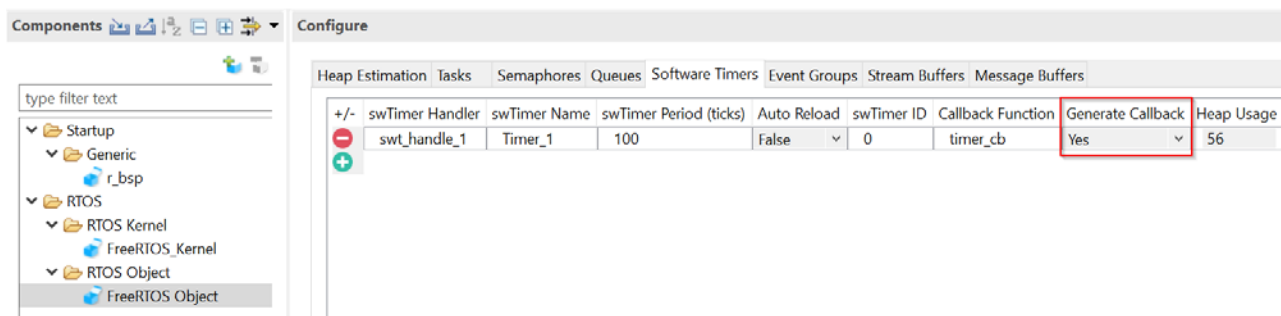 Components
Configure
type filter text
Startup
Generic
r_bsp
RTOS
RTOS Kernel
FreeRTOS_Kernel
RTOS Object
FreeRTOS Object
Heap Estimation Tasks Semaphores Queues Software Timers Event Groups Stream Buffers Message Buffers
+/- swTimer Handler swTimer Name swTimer Period (ticks) Auto Reload swTimer ID Callback Function Generate Callback Heap Usage
swt_handle_1 Timer_1 100 False 0 timer_cb Yes 56